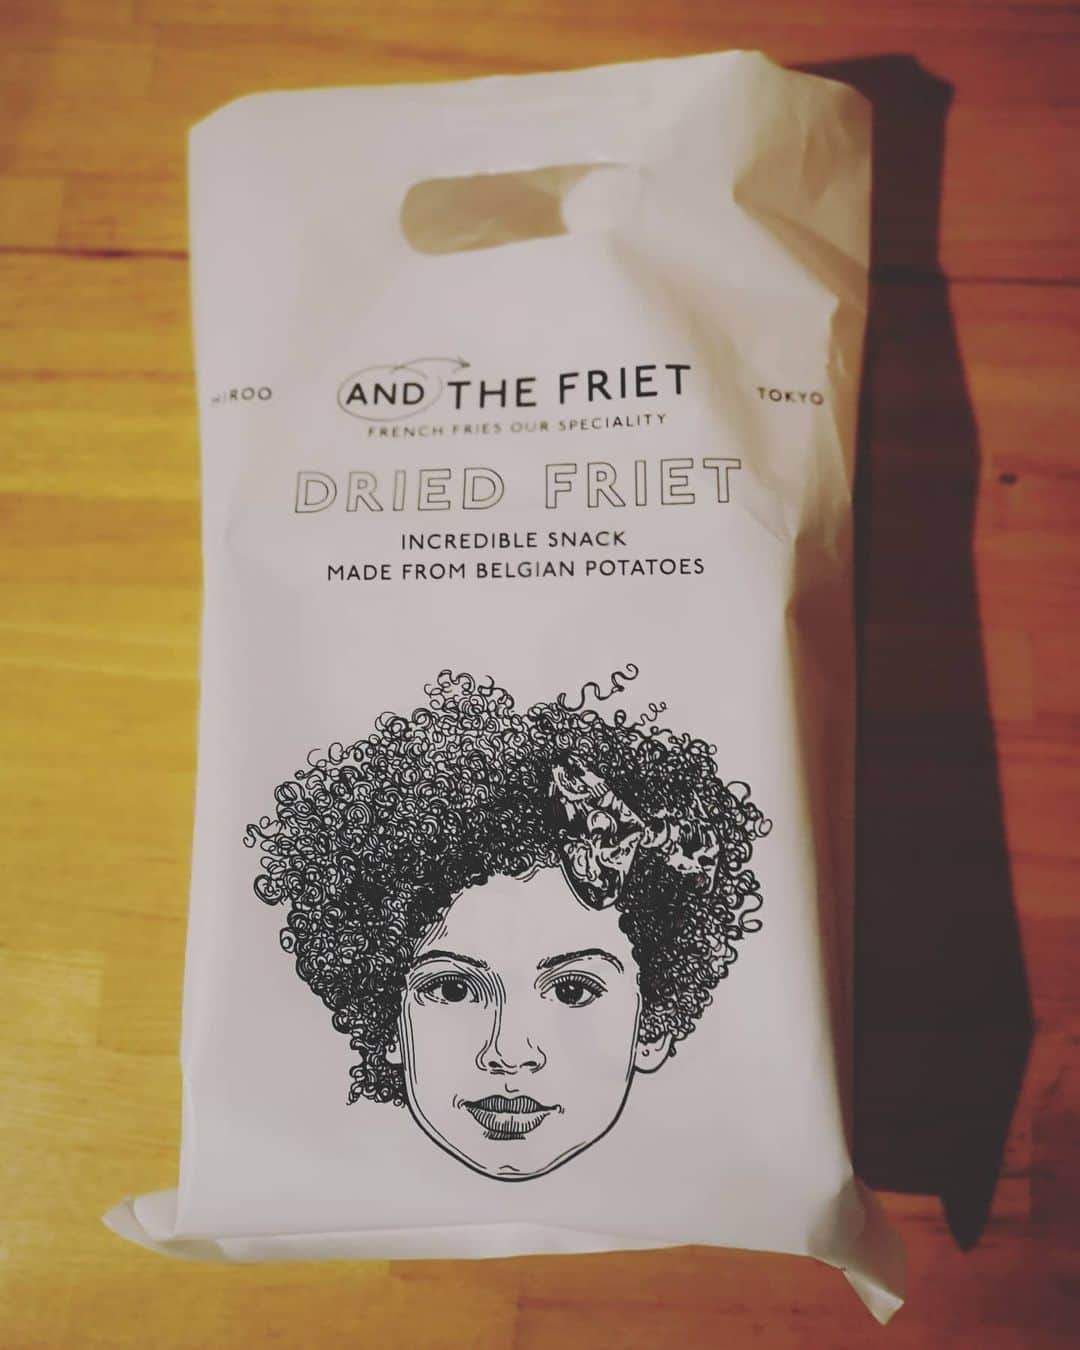 HIROO
AND THE FRIET
TOKYO
FRENCH FRIES OUR SPECIALITY
DRIED FRIET
INCREDIBLE SNACK
MADE FROM BELGIAN POTATOES